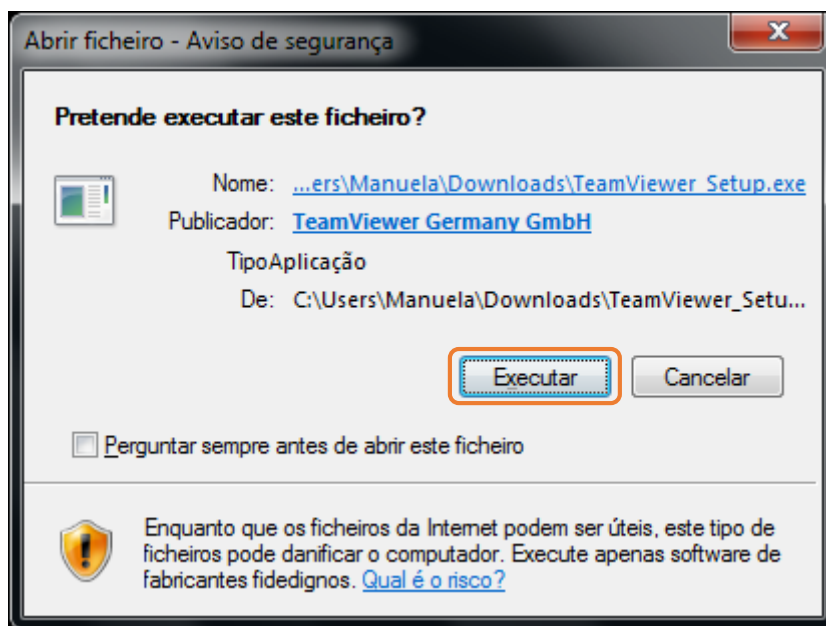 Abrir ficheiro - Aviso de segurança
Pretende executar este ficheiro?
Nome: ...ers\Manuela\Downloads\TeamViewer_Setup.exe
Publicador: TeamViewer Germany GmbH
TipoAplicação
De: C:\Users\Manuela\Downloads\TeamViewer_Setu...
Executar Cancelar
Perguntar sempre antes de abrir este ficheiro
Enquanto que os ficheiros da Internet podem ser úteis, este tipo de
ficheiros pode danificar o computador. Execute apenas software de
fabricantes fidedignos. Qual é o risco?